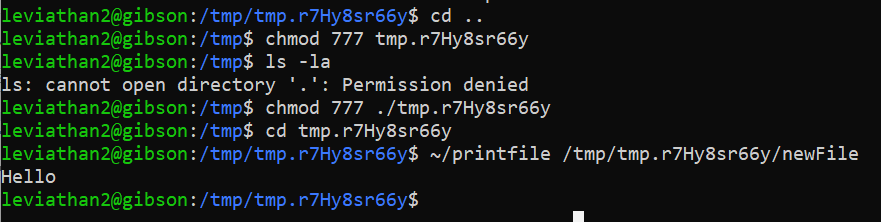 leviathan2@gibson:/tmp/tmp.r7Hy8sr66y$ cd ..
leviathan2@gibson:/tmp$ chmod 777 tmp.r7Hy8sr66y
leviathan2@gibson:/tmp$ ls -la
ls: cannot open directory '.': Permission denied
leviathan2@gibson:/tmp$ chmod 777 ./tmp.r7Hy8sr66y
leviathan2@gibson:/tmp$ cd tmp.r7Hy8sr66y
leviathan2@gibson:/tmp/tmp.r7Hy8sr66y$ ~/printfile /tmp/tmp.r7Hy8sr66y/newFile
Hello
leviathan2@gibson:/tmp/tmp.r7Hy8sr66y$